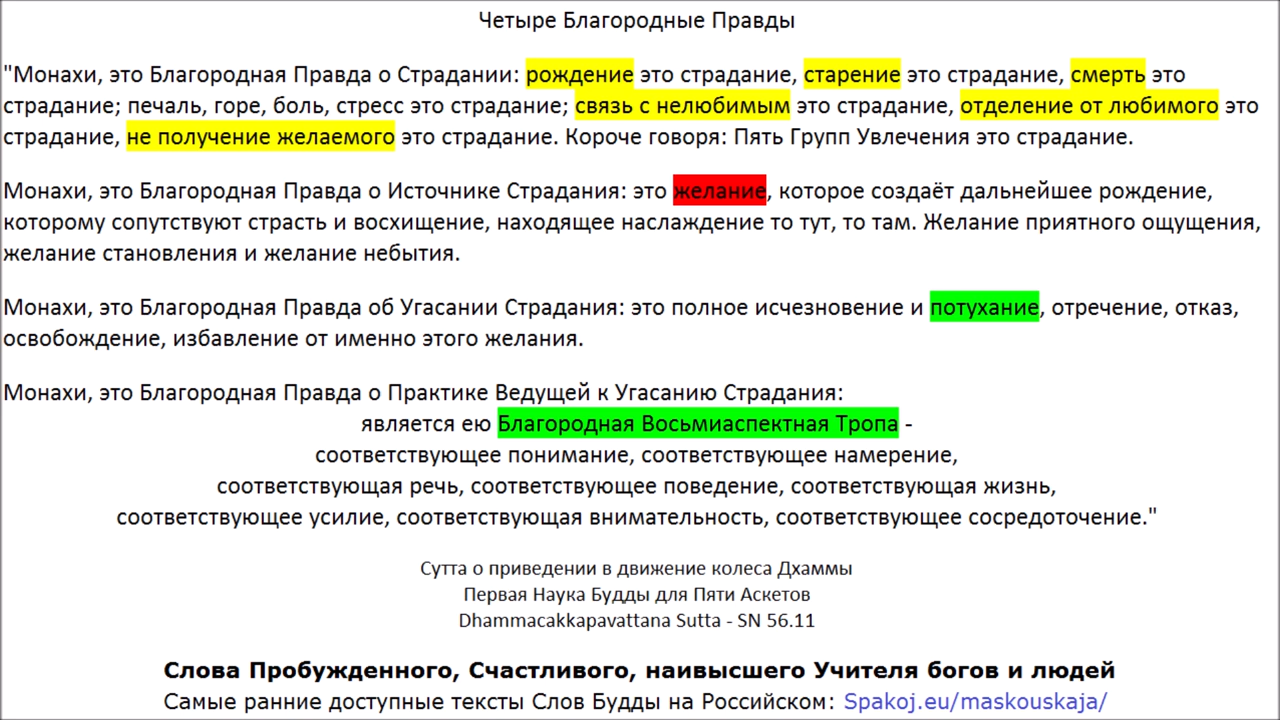 Четыре Благородные Правды
"Монахи, это Благородная Правда о Страдании: рождение это страдание, старение это страдание, смерть это
страдание; печаль, горе, боль, стресс это страдание; связь с нелюбимым это страдание, отделение от любимого это
страдание, не получение желаемого это страдание. Короче говоря: Пять Групп Увлечения это страдание.
Монахи, это Благородная Правда о Источнике Страдания: это желание, которое создаёт дальнейшее рождение,
которому сопутствуют страсть и восхищение, находящее наслаждение то тут, то там. Желание приятного ощущения,
желание становления и желание небытия.
Монахи, это Благородная Правда об Угасании Страдания: это полное исчезновение и потухание, отречение, отказ,
освобождение, избавление от именно этого желания.
Монахи, это Благородная Правда о Практике Ведущей к Угасанию Страдания:
является ею Благородная Восьмиаспектная Тропа -
соответствующее понимание, соответствующее намерение,
соответствующая речь, соответствующее поведение, соответствующая жизнь,
соответствующее усилие, соответствующая внимательность, соответствующее сосредоточение."
Сутта о приведении в движение колеса Дхаммы
Первая Наука Будды для Пяти Аскетов
Dhammacakkapavattana Sutta - SN 56.11
Слова Пробужденного, Счастливого, наивысшего Учителя богов и людей
Самые ранние доступные тексты Слов Будды на Российском: Spakoj.eu/maskouskaja/